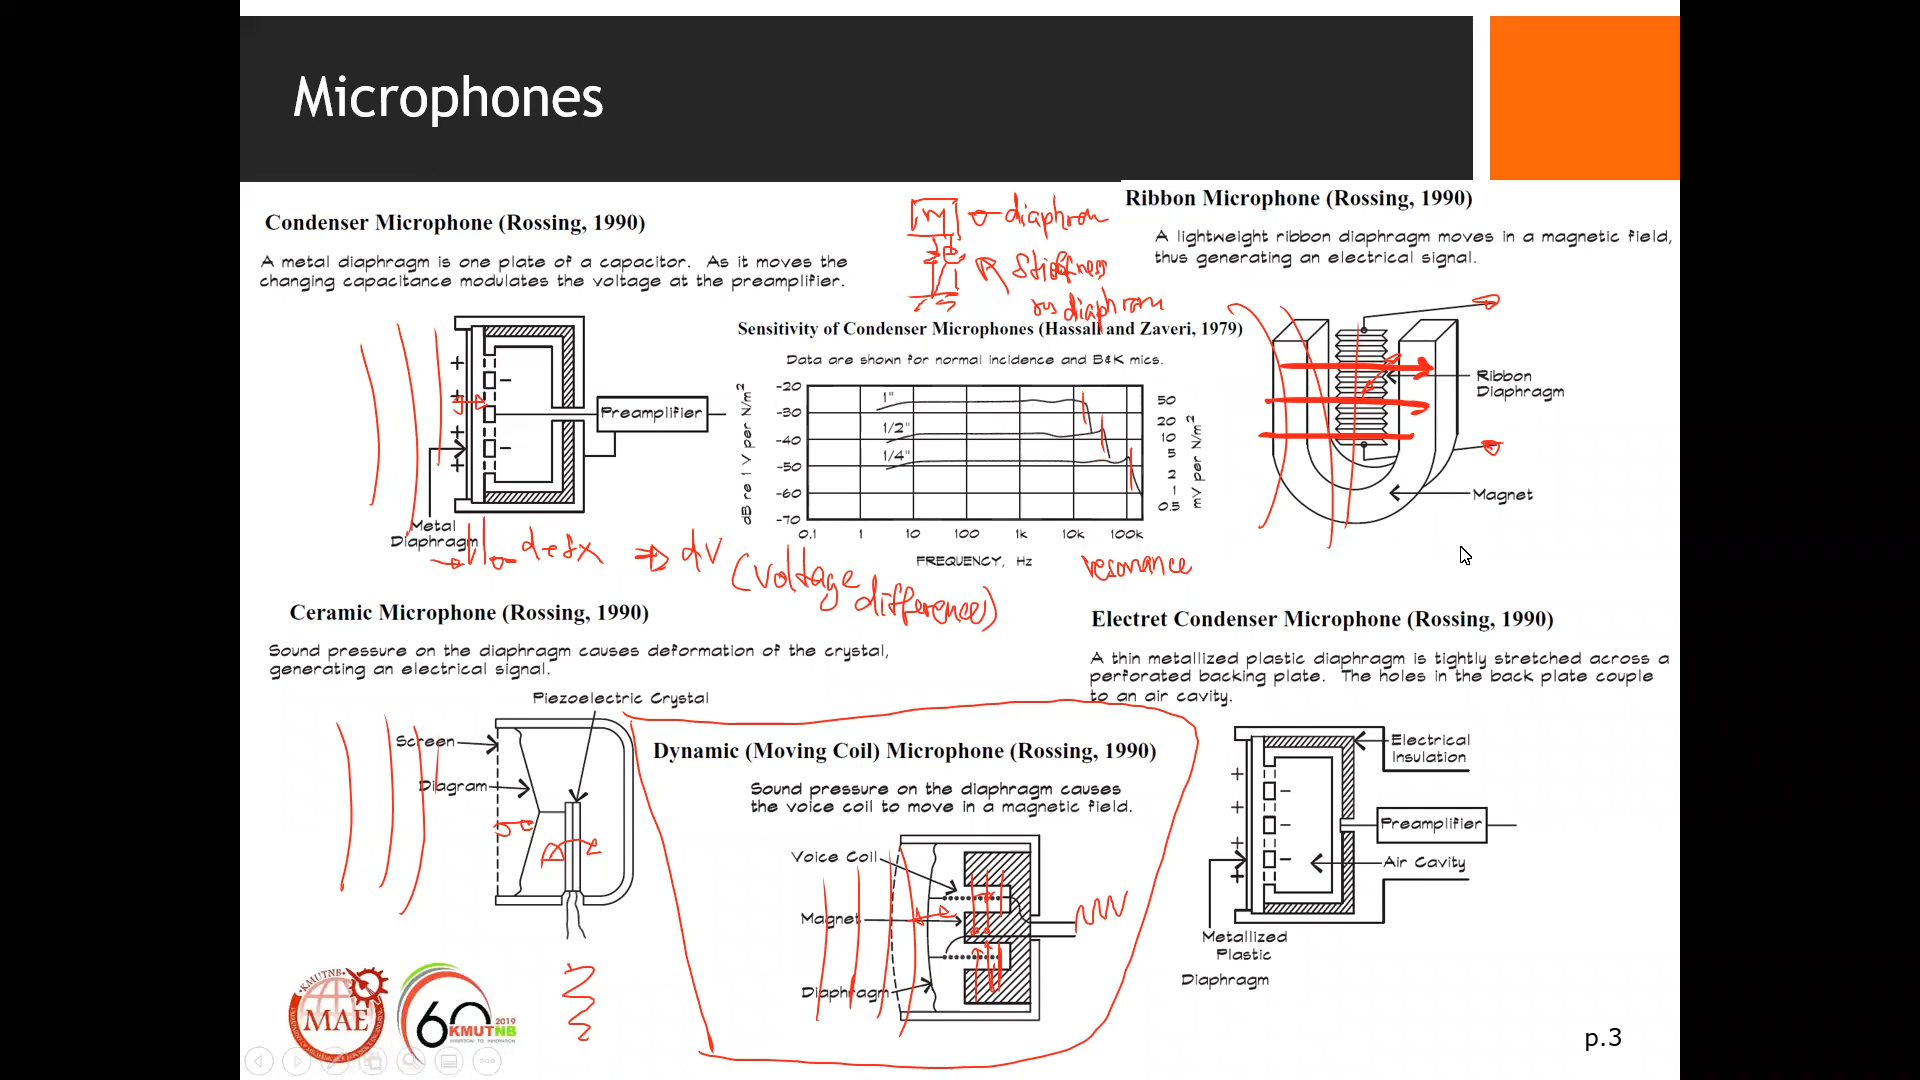 Microphones
Condenser Microphone (Rossing, 1990)
A metal diaphragm is one plate of a capacitor. As it moves the
changing capacitance modulates the voltage at the preamplifier.
+
+
+
+
-
-
Preamplifier
Metal
Diaphragm
dV
(voltage
difference)
M
diaphram
Stiffness
diaphram
Sensitivity of Condenser Microphones (Hassall and Zaveri, 1979)
Data are shown for normal incidence and B&K mics.
dB re 1 V per N/m²
-20
-30
-40
-50
-60
-70
1"
1/2"
1/4"
50
20
10
5
2
1
0.5
mV per N/m²
0.1 1 10 100 1k 10k 100k
FREQUENCY, Hz
resonance
Ribbon Microphone (Rossing, 1990)
A lightweight ribbon diaphragm moves in a magnetic field,
thus generating an electrical signal.
Ribbon
Diaphragm
Magnet
Ceramic Microphone (Rossing, 1990)
Sound pressure on the diaphragm causes deformation of the crystal,
generating an electrical signal.
Piezoelectric Crystal
Screen
Diagram
Dynamic (Moving Coil) Microphone (Rossing, 1990)
Sound pressure on the diaphragm causes
the voice coil to move in a magnetic field.
Voice Coil
Magnet
Diaphragm
Electret Condenser Microphone (Rossing, 1990)
A thin metallized plastic diaphragm is tightly stretched across a
perforated backing plate. The holes in the back plate couple
to an air cavity.
Electrical
Insulation
+
+
+
+
-
-
-
Preamplifier
Air Cavity
Metallized
Plastic
Diaphragm
KMUTNB
MAE
60
2019
KMUTNB
p.3